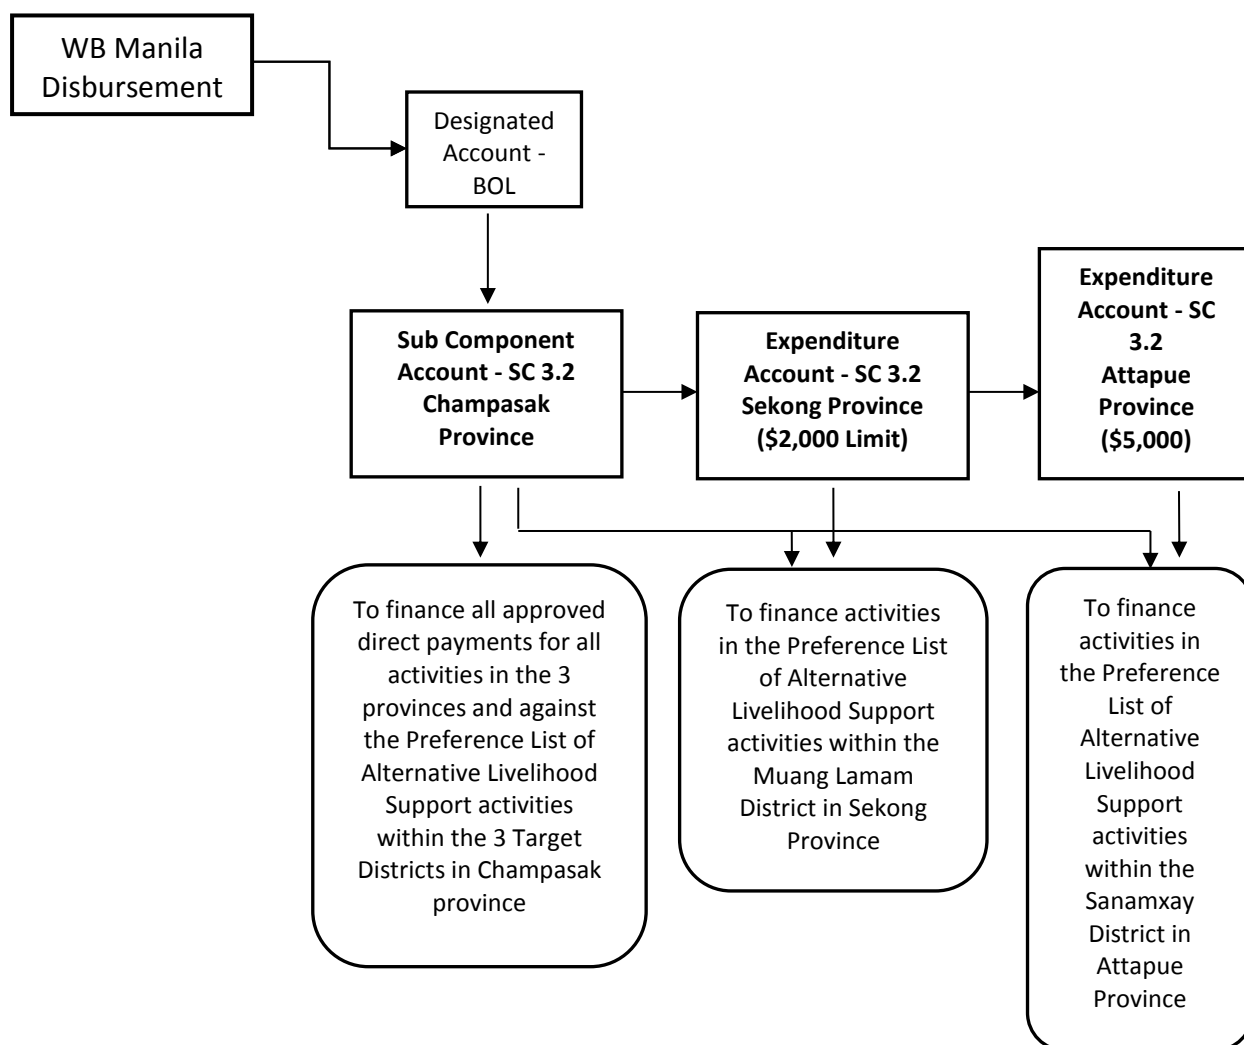 WB Manila
Disbursement
Designated
Account -
BOL
Sub Component
Account - SC 3.2
Champasak
Province
Expenditure
Account - SC 3.2
Sekong Province
($2,000 Limit)
Expenditure
Account - SC
3.2
Attapue
Province
($5,000)
To finance all approved
direct payments for all
activities in the 3
provinces and against
the Preference List of
Alternative Livelihood
Support activities
within the 3 Target
Districts in Champasak
province
To finance activities
in the Preference List
of Alternative
Livelihood Support
activities within the
Muang Lamam
District in Sekong
Province
To finance
activities in
the Preference
List of
Alternative
Livelihood
Support
activities
within the
Sanamxay
District in
Attapue
Province